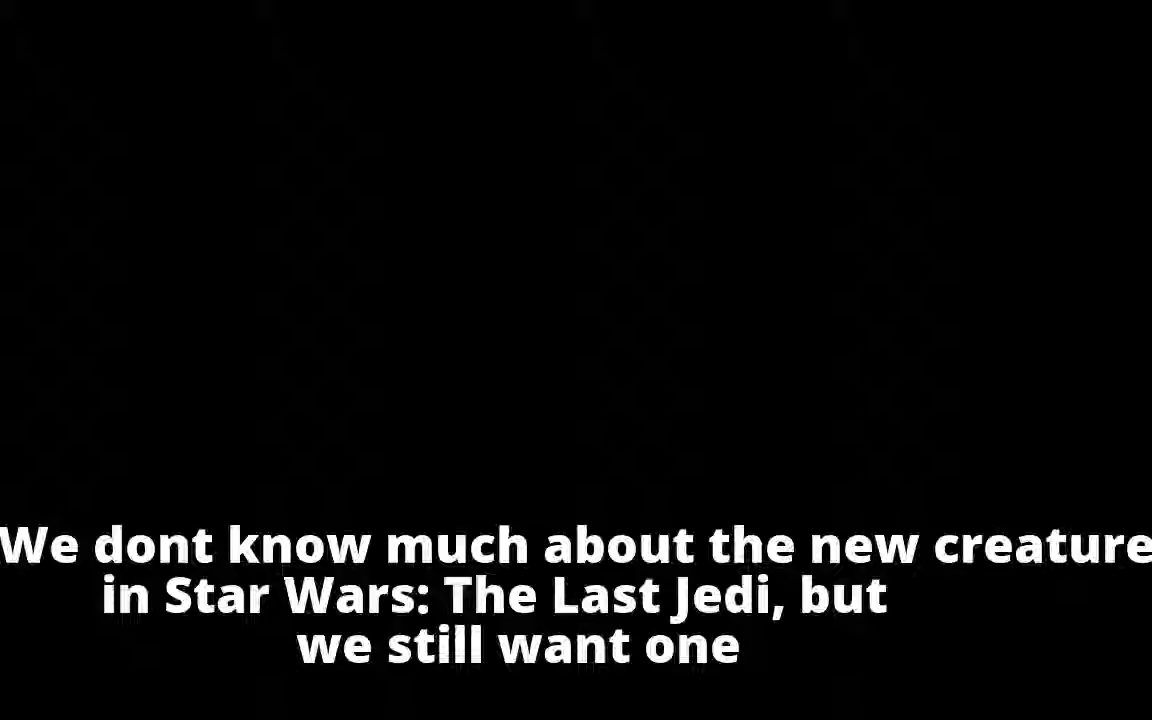 We dont know much about the new creature
in Star Wars: The Last Jedi, but
we still want one